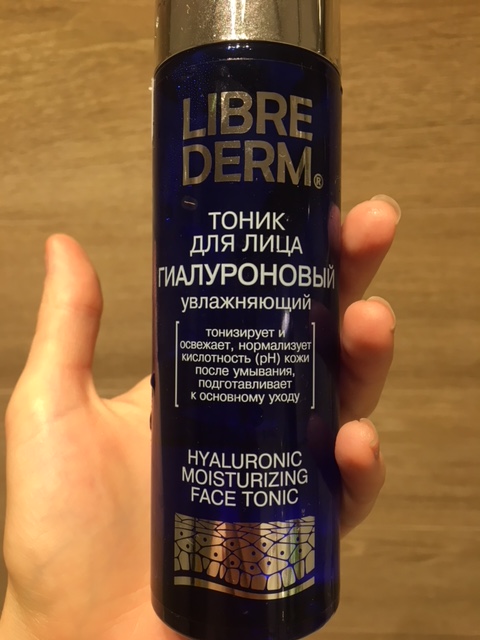 LIBRE
DERM®
ТОНИК
ДЛЯ ЛИЦА
ГИАЛУРОНОВЫЙ
увлажняющий
тонизирует и
освежает, нормализует
кислотность (pH) кожи
после умывания,
подготавливает
к основному уходу
HYALURONIC
MOISTURIZING
FACE TONIC